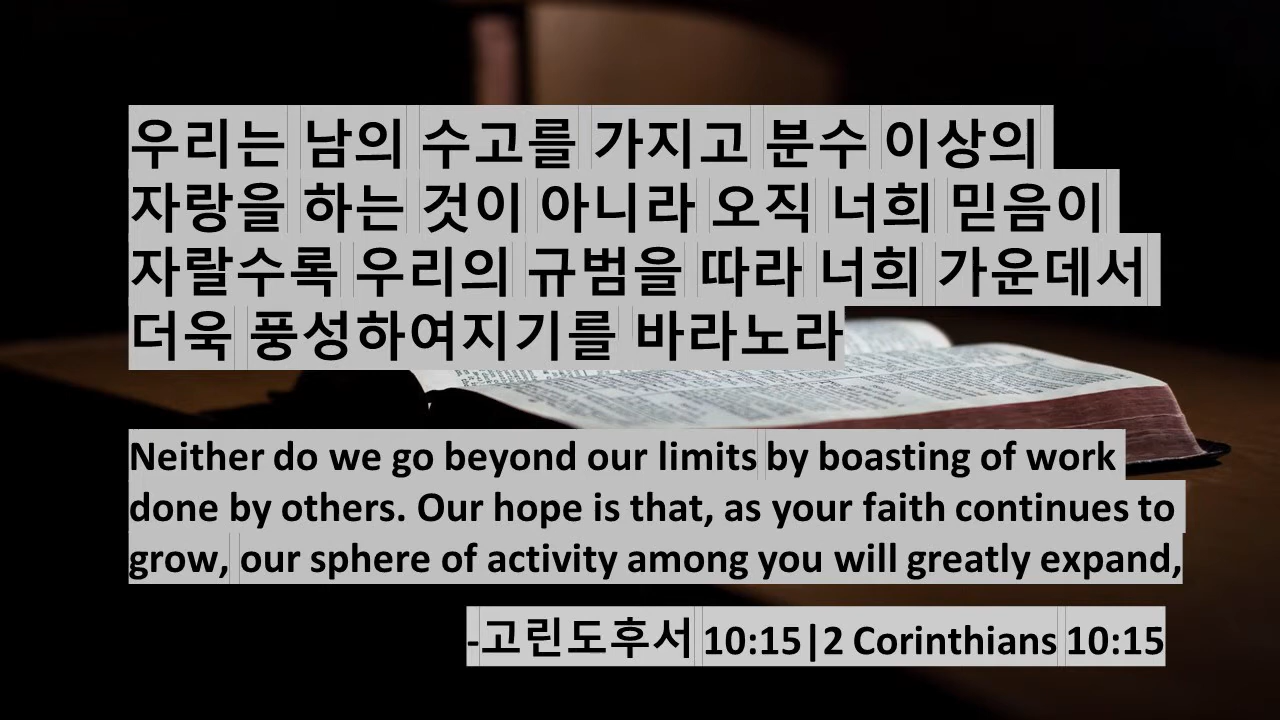 우리는 남의 수고를 가지고 분수 이상의
자랑을 하는 것이 아니라 오직 너희 믿음이
자랄수록 우리의 규범을 따라 너희 가운데서
더욱 풍성하여지기를 바라노라
Neither do we go beyond our limits by boasting of work
done by others. Our hope is that, as your faith continues to
grow, our sphere of activity among you will greatly expand,
-고린도후서 10:15|2 Corinthians 10:15